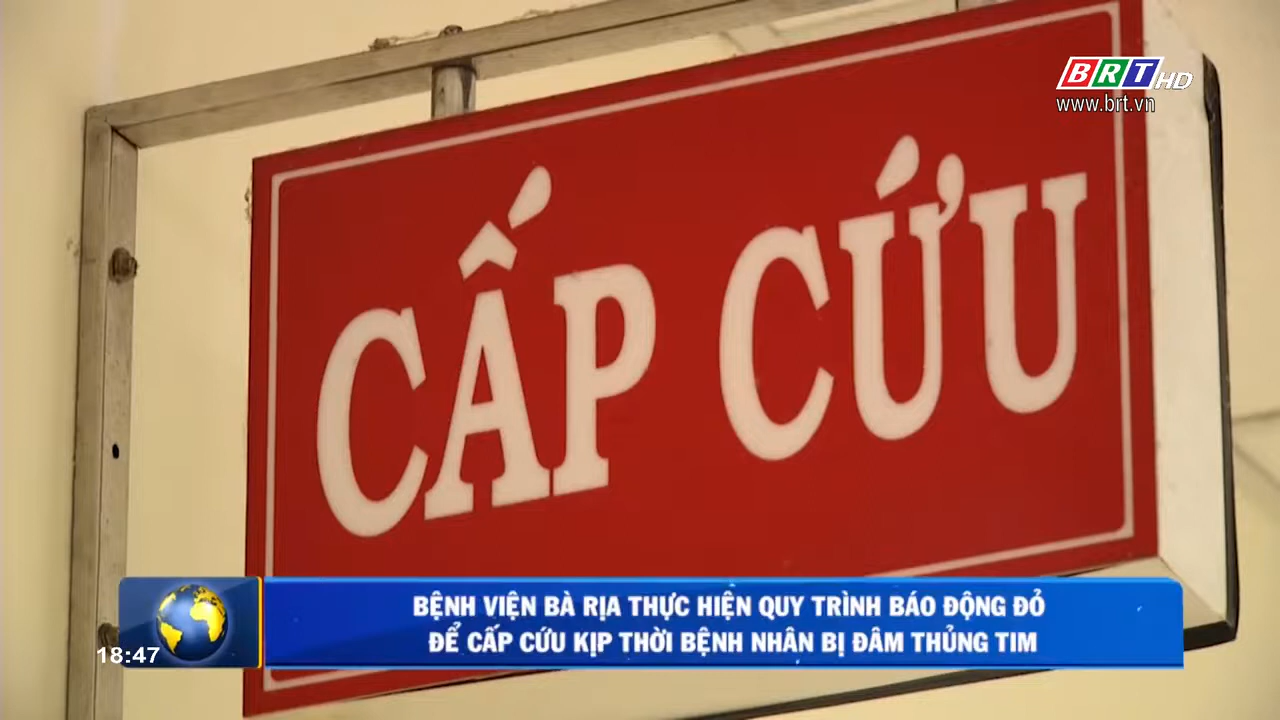 BRT HD
www.brt.vn
CẤP CỨU
BỆNH VIỆN BÀ RỊA THỰC HIỆN QUY TRÌNH BÁO ĐỘNG ĐỎ
ĐỂ CẤP CỨU KỊP THỜI BỆNH NHÂN BỊ ĐÂM THỦNG TIM
18:47